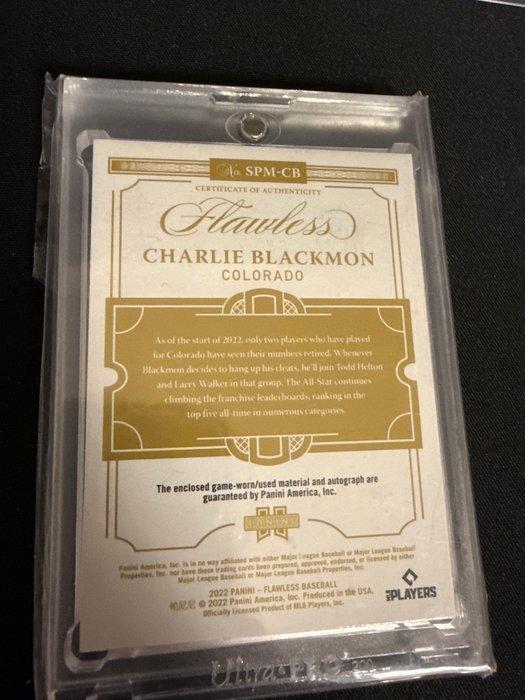 No. SPM-CB
CERTIFICATE OF AUTHENTICITY
Flawless
CHARLIE BLACKMON
COLORADO
As of the start of 2022, only two players who have played
for Colorado have seen their numbers retired. Whenever
Blackmon decides to hang up his cleats, he'll join Todd Helton
and Larry Walker in that group. The All-Star continues
climbing the franchise leaderboards, ranking in the
top five all-time in numerous categories.
The enclosed game-worn/used material and autograph are
guaranteed by Panini America, Inc.
PANINI
Panini America, Inc. is in no way affiliated with either Major League Baseball or Major League Baseball
Properties, Inc. nor have these trading cards been prepared, approved, endorsed, or licensed by either
Major League Baseball or Major League Baseball Properties, Inc.
2022 PANINI – FLAWLESS BASEBALL
帕尼尼 © 2022 Panini America, Inc. Produced in the USA.
Officially Licensed Product of MLB Players, Inc.
MLB PLAYERS
Ultra PRO